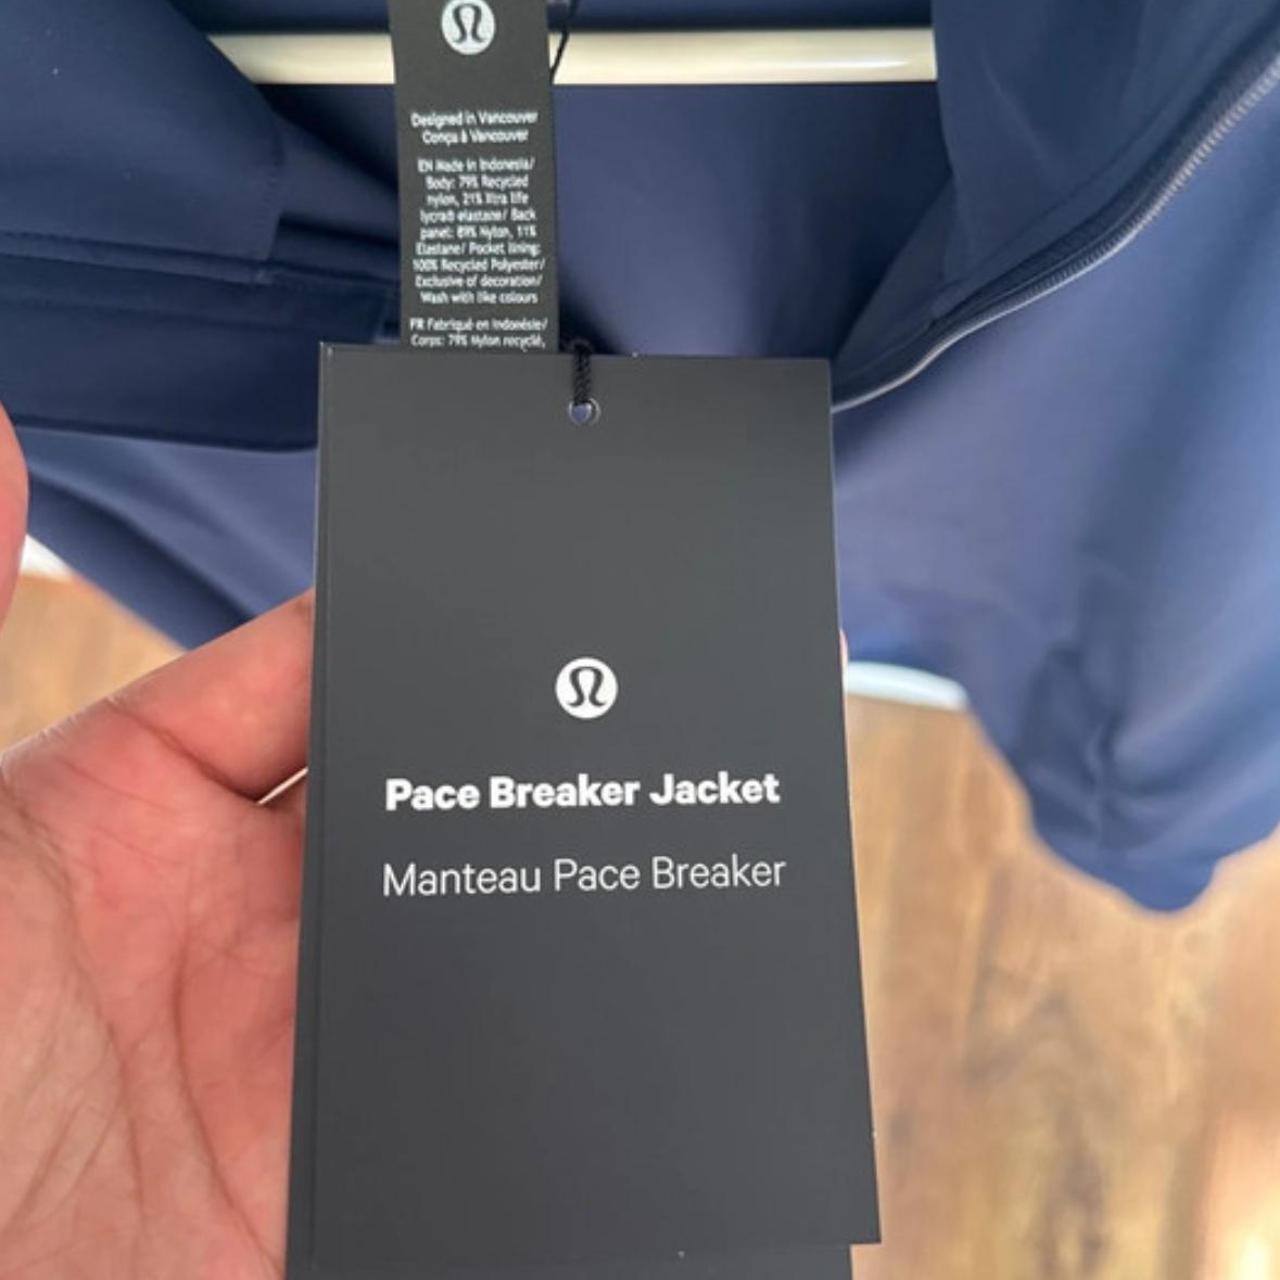 Designed in Vancouver
Conçu à Vancouver
EN Made in Indonesia/
Body: 79% Recycled
nylon, 21% Xtra life
lycra® elastane/ Back
panel: 89% Nylon, 11%
Elastane/ Pocket lining:
100% Recycled Polyester/
Exclusive of decoration/
Wash with like colours
FR Fabriqué en Indonésie/
Corps: 79% Nylon recyclé,
Pace Breaker Jacket
Manteau Pace Breaker